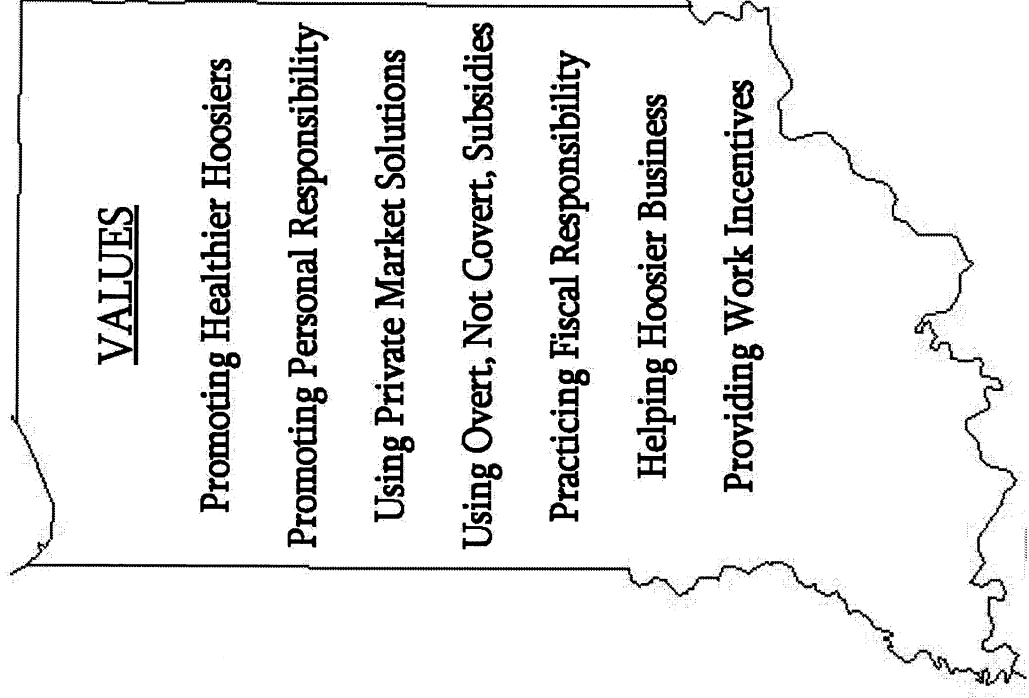 VALUES
Promoting Healthier Hoosiers
Promoting Personal Responsibility
Using Private Market Solutions
Using Overt, Not Covert, Subsidies
Practicing Fiscal Responsibility
Helping Hoosier Business
Providing Work Incentives